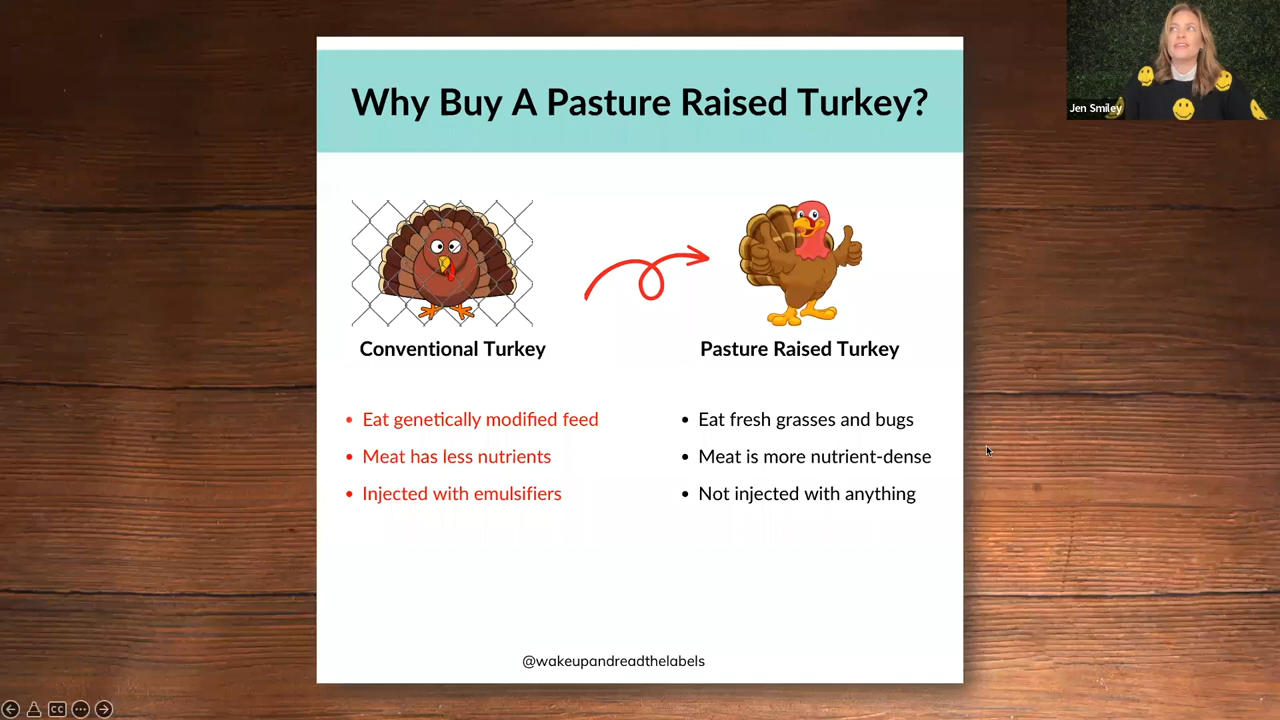 Why Buy A Pasture Raised Turkey?
Jen Smiley
Conventional Turkey
Pasture Raised Turkey
• Eat genetically modified feed
• Meat has less nutrients
• Injected with emulsifiers
• Eat fresh grasses and bugs
• Meat is more nutrient-dense
• Not injected with anything
@wakeupandreadthelabels
CC